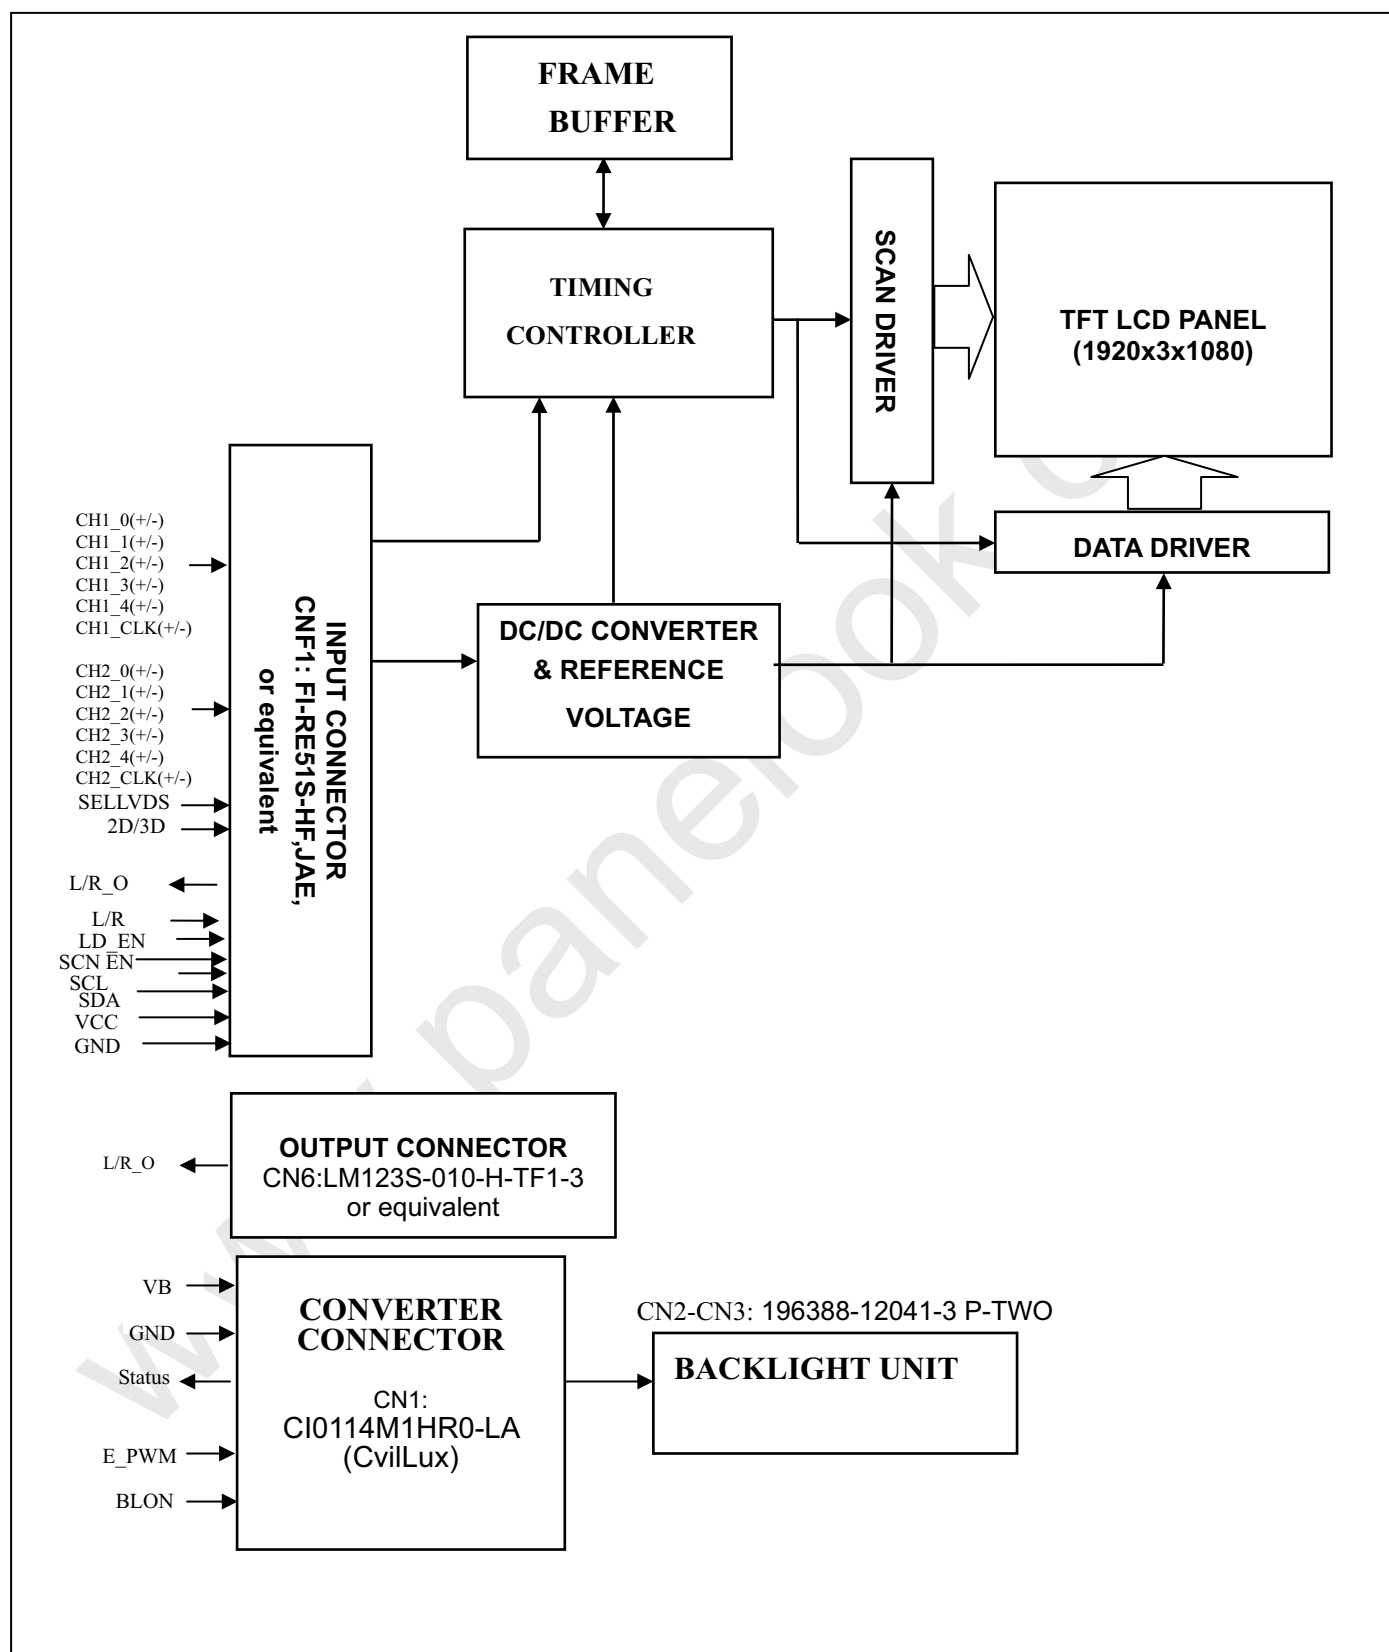 FRAME
BUFFER
TIMING
CONTROLLER
SCAN DRIVER
TFT LCD PANEL
(1920x3x1080)
DATA DRIVER
CH1_0(+/-)
CH1_1(+/-)
CH1_2(+/-)
CH1_3(+/-)
CH1_4(+/-)
CH1_CLK(+/-)
CH2_0(+/-)
CH2_1(+/-)
CH2_2(+/-)
CH2_3(+/-)
CH2_4(+/-)
CH2_CLK(+/-)
SELLVDS
2D/3D
L/R_O
L/R
LD_EN
SCN EN
SCL
SDA
VCC
GND
INPUT CONNECTOR
CNF1: FI-RE51S-HF,JAE,
or equivalent
DC/DC CONVERTER
& REFERENCE
VOLTAGE
L/R_O
OUTPUT CONNECTOR
CN6:LM123S-010-H-TF1-3
or equivalent
VB
GND
Status
E_PWM
BLON
CONVERTER
CONNECTOR
CN1:
CI0114M1HR0-LA
(CvilLux)
CN2-CN3: 196388-12041-3 P-TWO
BACKLIGHT UNIT